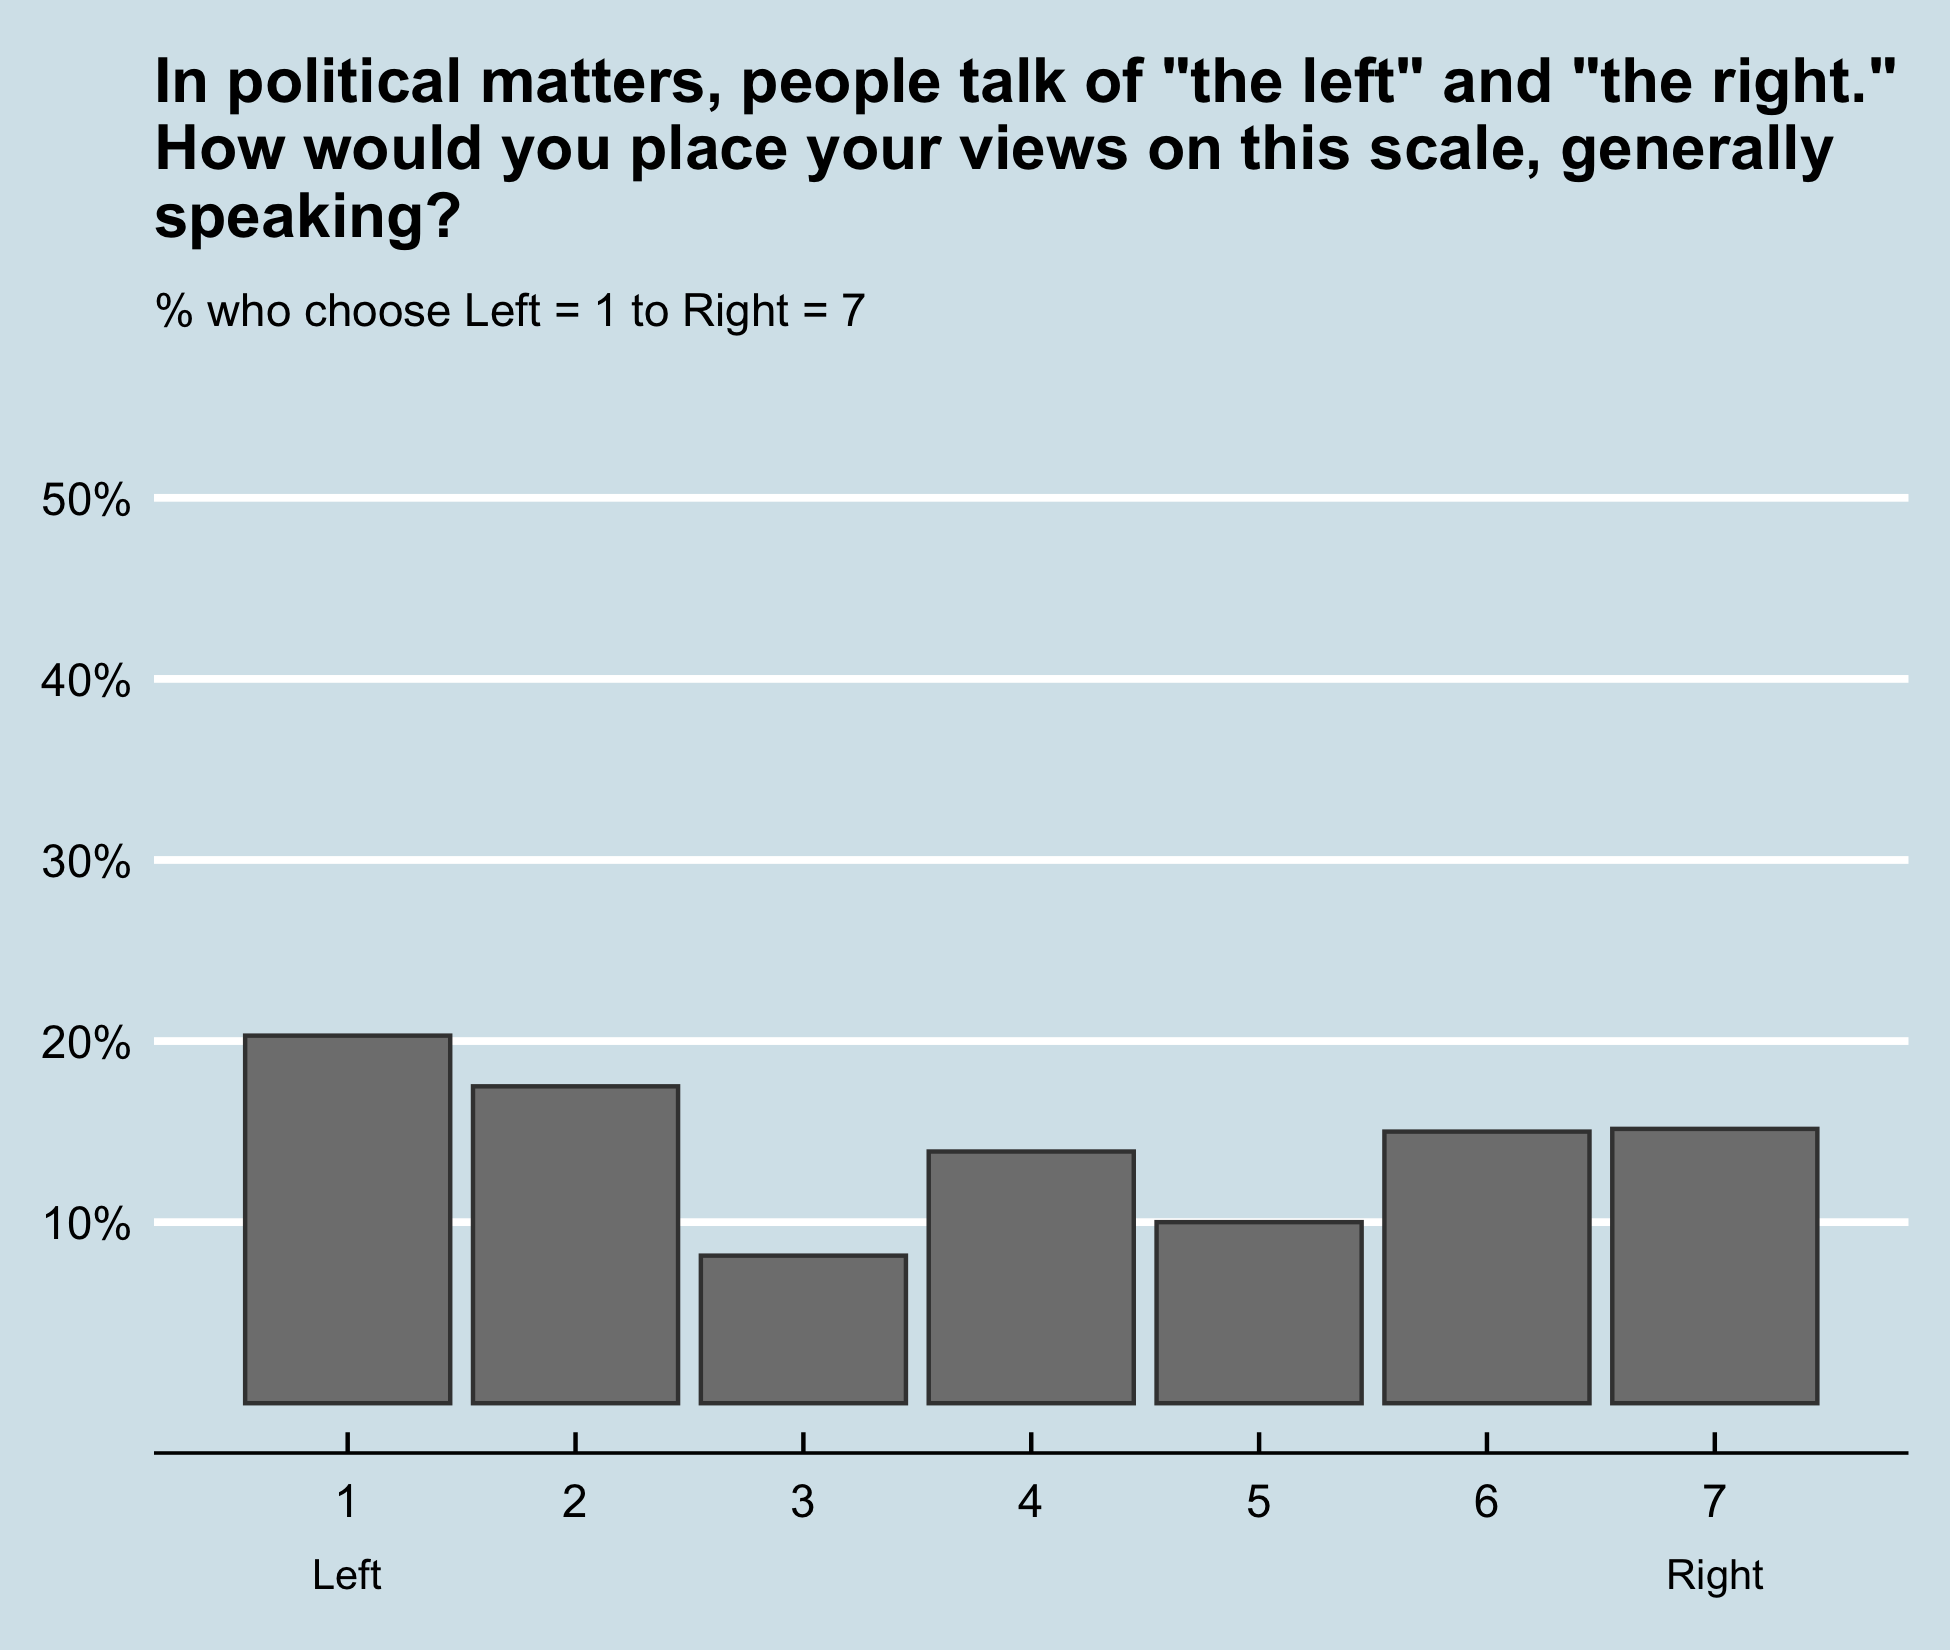 In political matters, people talk of "the left" and "the right."
How would you place your views on this scale, generally
speaking?
% who choose Left = 1 to Right = 7
50%
40%
30%
20%
10%
1 2 3 4 5 6 7
Left Right